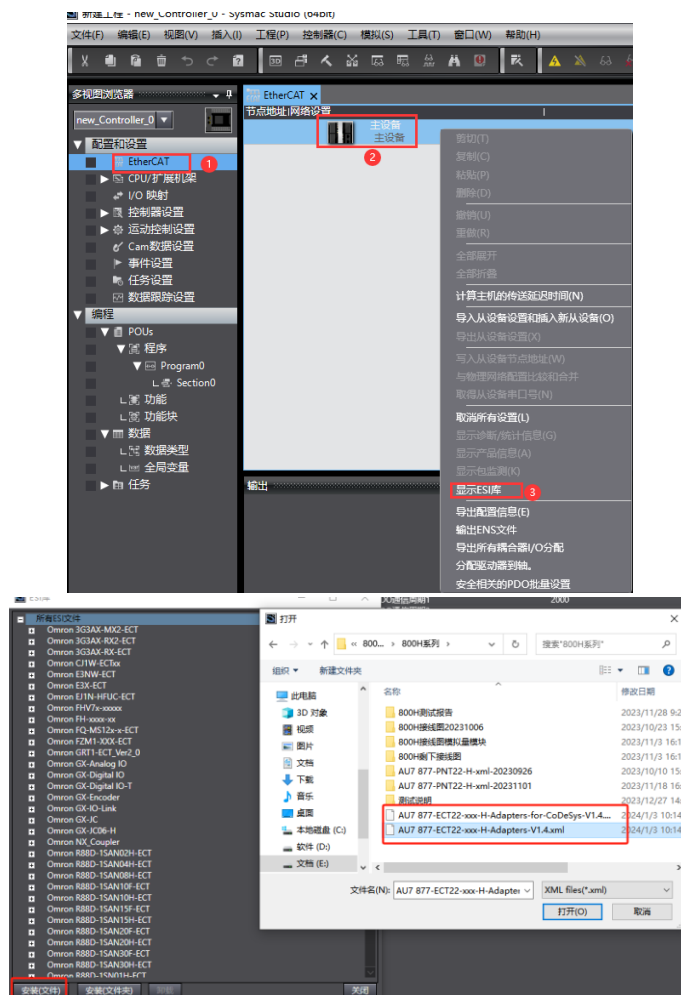 新建工程 - new_Controller_0 - Sysmac Studio (64bit)
文件(F) 编辑(E) 视图(V) 插入(I) 工程(P) 控制器(C) 模拟(S) 工具(T) 窗口(W) 帮助(H)
多视图浏览器
new_Controller_0
配置和设置
EtherCAT
1
CPU/扩展机架
I/O 映射
控制器设置
运动控制设置
Cam数据设置
事件设置
任务设置
数据跟踪设置
编程
POUs
程序
Program0
Section0
功能
功能块
数据
数据类型
全局变量
任务
EtherCAT
节点地址|网络设置
主设备
主设备
2
输出
剪切(T)
复制(C)
粘贴(P)
删除(D)
撤销(U)
重做(R)
全部展开
全部折叠
计算主机的传送延迟时间(N)
导入从设备设置和插入新从设备(O)
导出从设备设置(X)
写入从设备节点地址(W)
与物理网络配置比较和合并
取得从设备串口号(N)
取消所有设置(L)
显示诊断/统计信息(G)
显示产品信息(A)
显示包监测(K)
显示ESI库
3
导出配置信息(E)
输出ENS文件
导出所有耦合器I/O分配
分配驱动器到轴。
安全相关的PDO批量设置
ESI库
所有ESI文件
Omron 3G3AX-MX2-ECT
Omron 3G3AX-RX2-ECT
Omron 3G3AX-RX-ECT
Omron CJ1W-ECTxx
Omron E3NW-ECT
Omron E3X-ECT
Omron EJ1N-HFUC-ECT
Omron FHV7x-xxxxx
Omron FH-xxxx-xx
Omron FQ-MS12x-x-ECT
Omron FZM1-XXX-ECT
Omron GRT1-ECT_Ver2_0
Omron GX-Analog IO
Omron GX-Digital IO
Omron GX-Digital IO-T
Omron GX-Encoder
Omron GX-IO-Link
Omron GX-JC
Omron GX-JC06-H
Omron NX_Coupler
Omron R88D-1SAN02H-ECT
Omron R88D-1SAN04H-ECT
Omron R88D-1SAN08H-ECT
Omron R88D-1SAN10F-ECT
Omron R88D-1SAN10H-ECT
Omron R88D-1SAN15F-ECT
Omron R88D-1SAN15H-ECT
Omron R88D-1SAN20F-ECT
Omron R88D-1SAN20H-ECT
Omron R88D-1SAN30F-ECT
Omron R88D-1SAN30H-ECT
Omron R88D-1SN01H-ECT
安装(文件) 安装(文件夹) 卸载 关闭
2000
打开
« 800... › 800H系列 ›
搜索"800H系列"
组织 新建文件夹
此电脑
3D 对象
视频
图片
文档
下载
音乐
桌面
本地磁盘 (C:)
软件 (D:)
文档 (E:)
名称 修改日期
800H测试报告 2023/11/28 9:2
800H接线图20231006 2023/10/23 15:
800H接线图模拟量模块 2023/11/3 16:1
800H剩下接线图 2023/11/3 16:1
AU7 877-PNT22-H-xml-20230926 2023/10/10 15:
AU7 877-PNT22-H-xml-20231101 2023/11/18 16:
测试说明 2023/12/27 14:
AU7 877-ECT22-xxx-H-Adapters-for-CoDeSys-V1.4.... 2024/1/3 10:14
AU7 877-ECT22-xxx-H-Adapters-V1.4.xml 2024/1/3 10:14
文件名(N): AU7 877-ECT22-xxx-H-Adapter XML files(*.xml)
打开(O) 取消